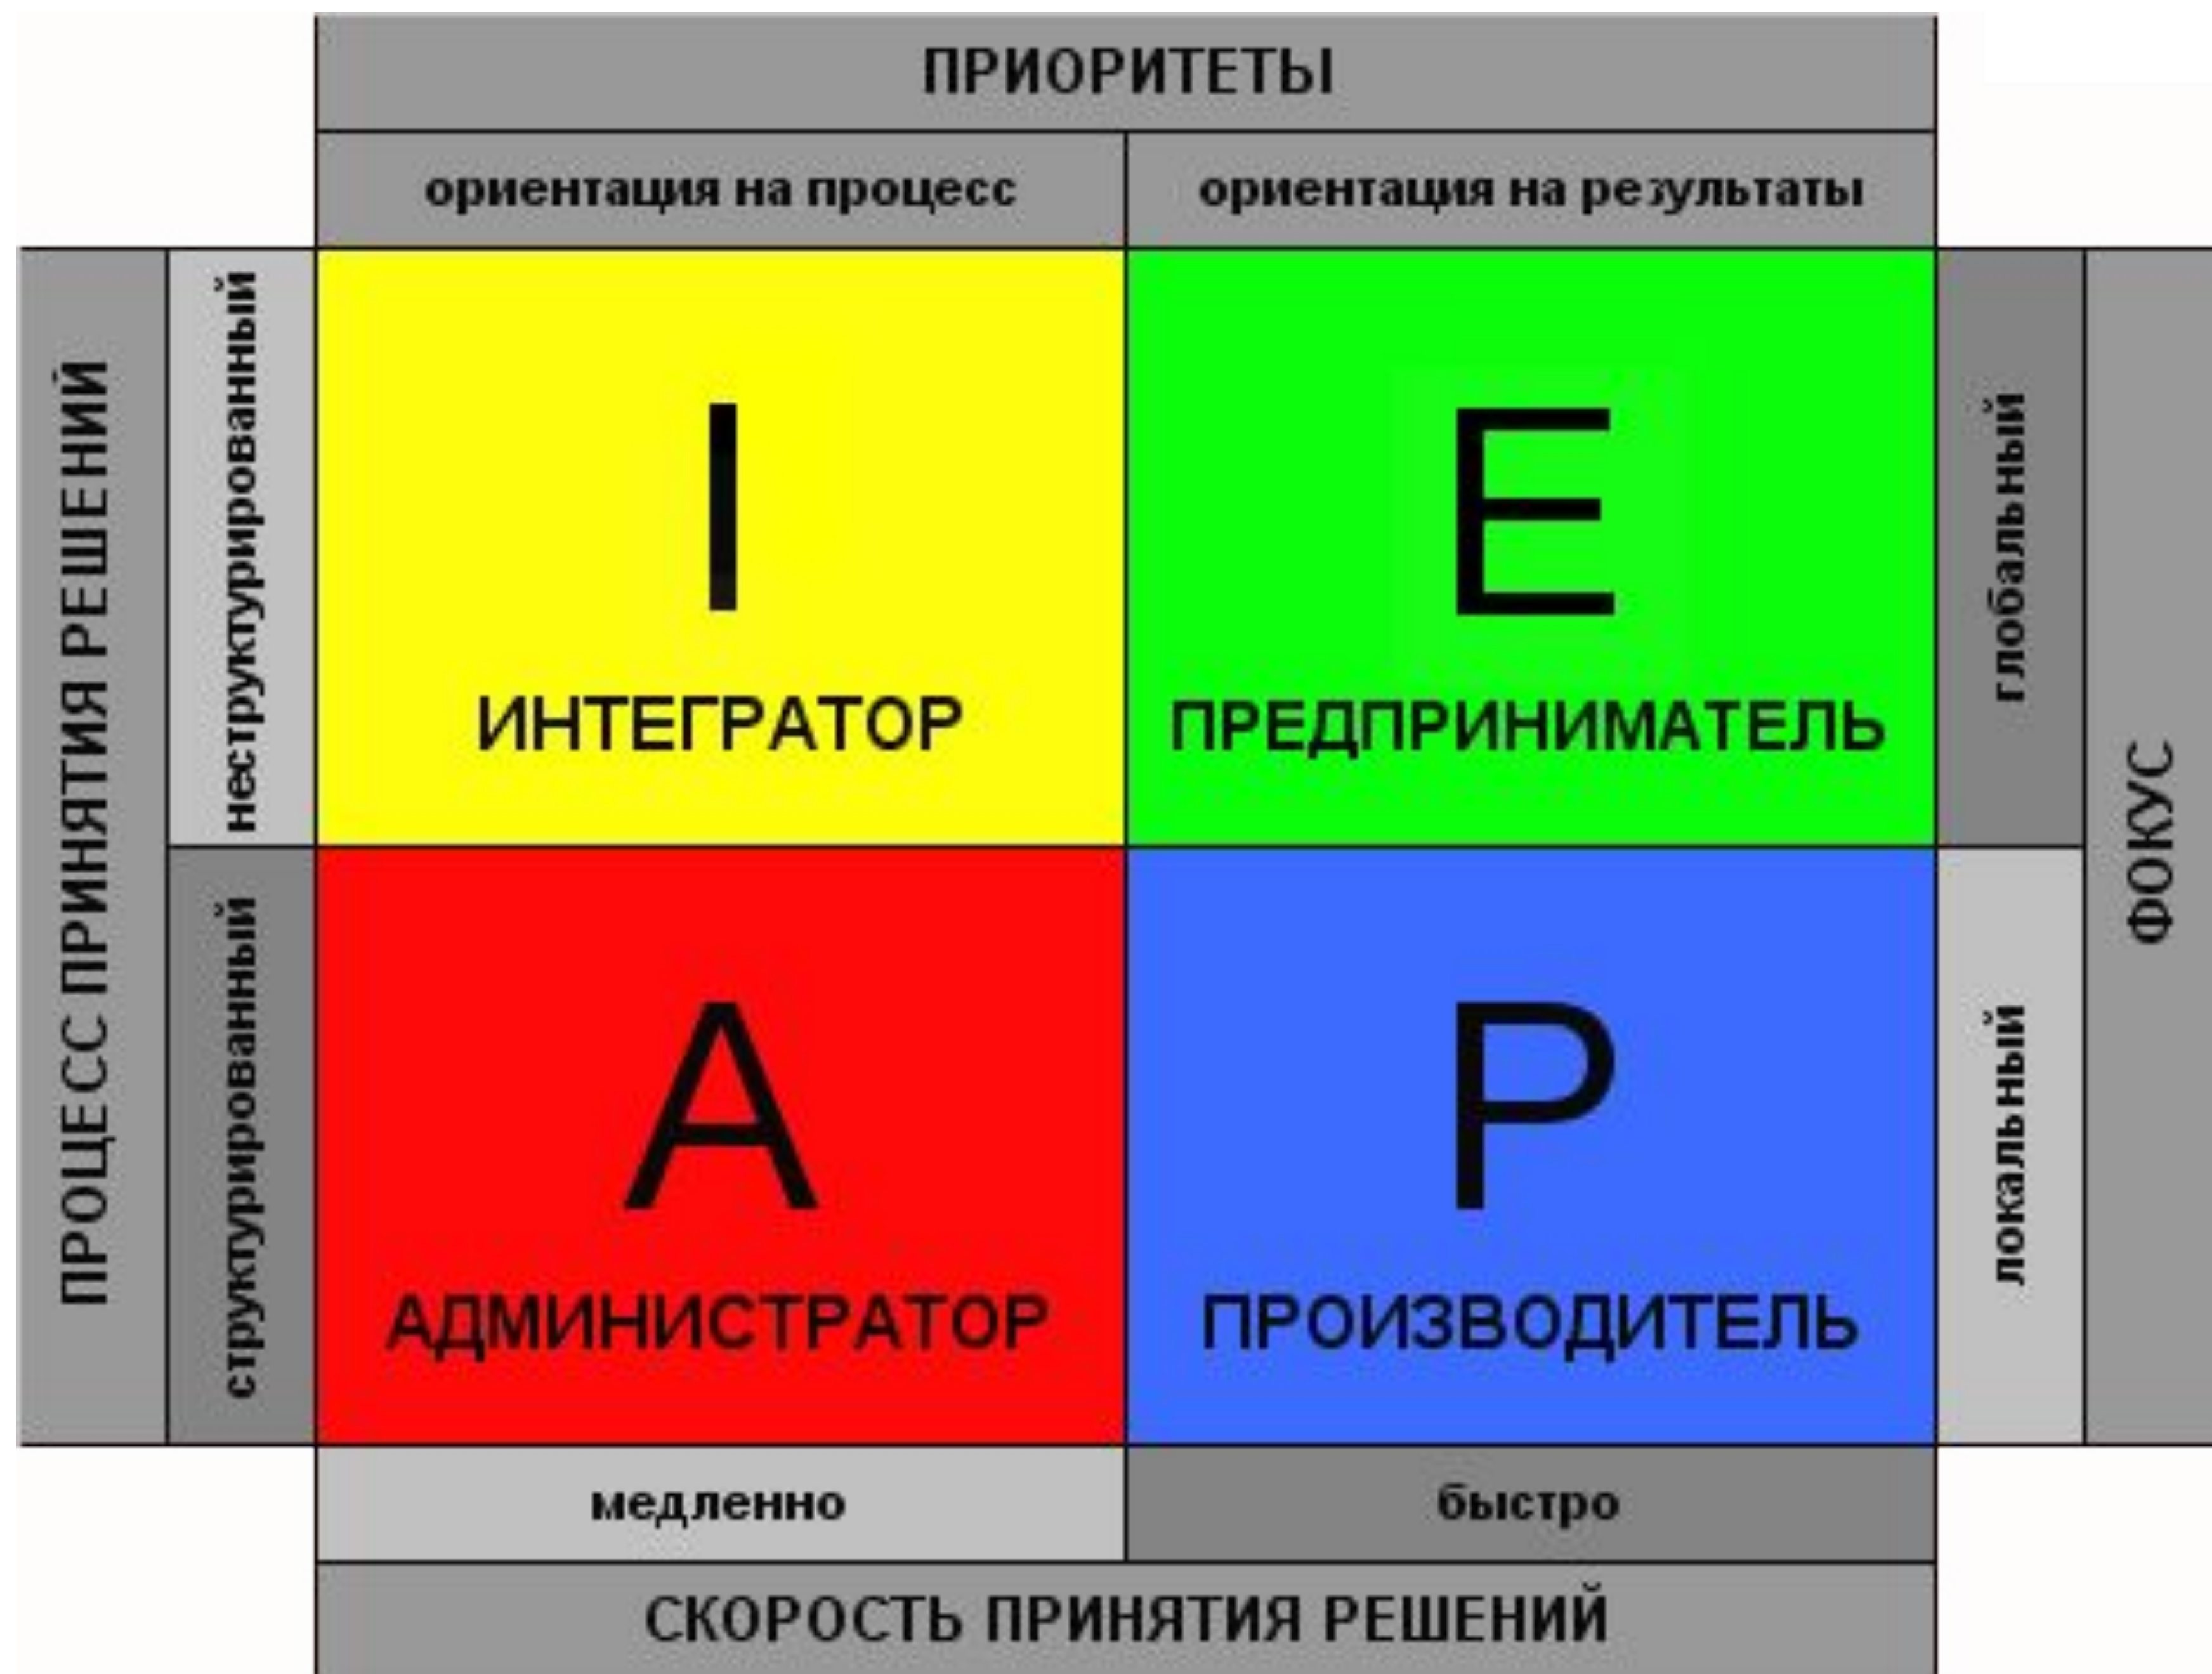 ПРИОРИТЕТЫ
ориентация на процесс
ориентация на результаты
ПРОЦЕСС ПРИНЯТИЯ РЕШЕНИЙ
неструктурированный
I
ИНТЕГРАТОР
E
ПРЕДПРИНИМАТЕЛЬ
глобальный
ФОКУС
структурированный
A
АДМИНИСТРАТОР
P
ПРОИЗВОДИТЕЛЬ
локальный
медленно
быстро
СКОРОСТЬ ПРИНЯТИЯ РЕШЕНИЙ